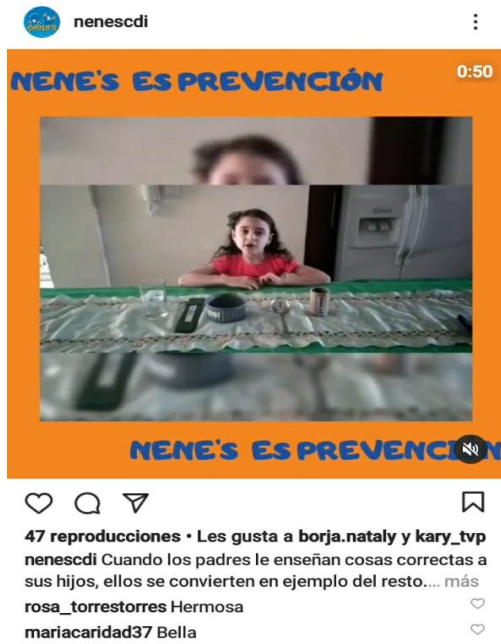 nenescdi
NENE'S ES PREVENCIÓN
0:50
NENE'S ES PREVENCI N
47 reproducciones • Les gusta a borja.nataly y kary_tvp
nenescdi Cuando los padres le enseñan cosas correctas a
sus hijos, ellos se convierten en ejemplo del resto.... más
rosa_torrestorres Hermosa
mariacaridad37 Bella